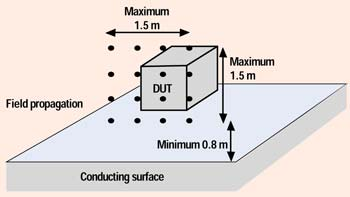 Maximum
1.5 m
Maximum
1.5 m
DUT
Field propagation
Minimum 0.8 m
Conducting surface